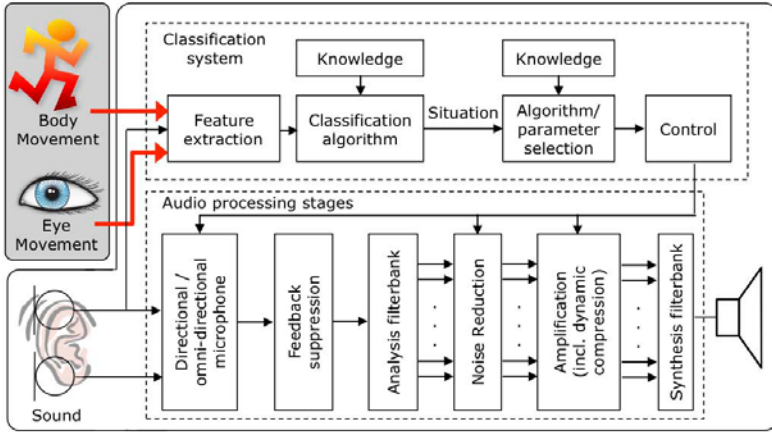 Classification
system
Knowledge
Knowledge
Body
Movement
Feature
extraction
Classification
algorithm
Situation
Algorithm/
parameter
selection
Control
Eye
Movement
Audio processing stages
Directional /
omni-directional
microphone
Feedback
suppression
Analysis filterbank
Noise Reduction
Amplification
(incl. dynamic
compression)
Synthesis filterbank
Sound